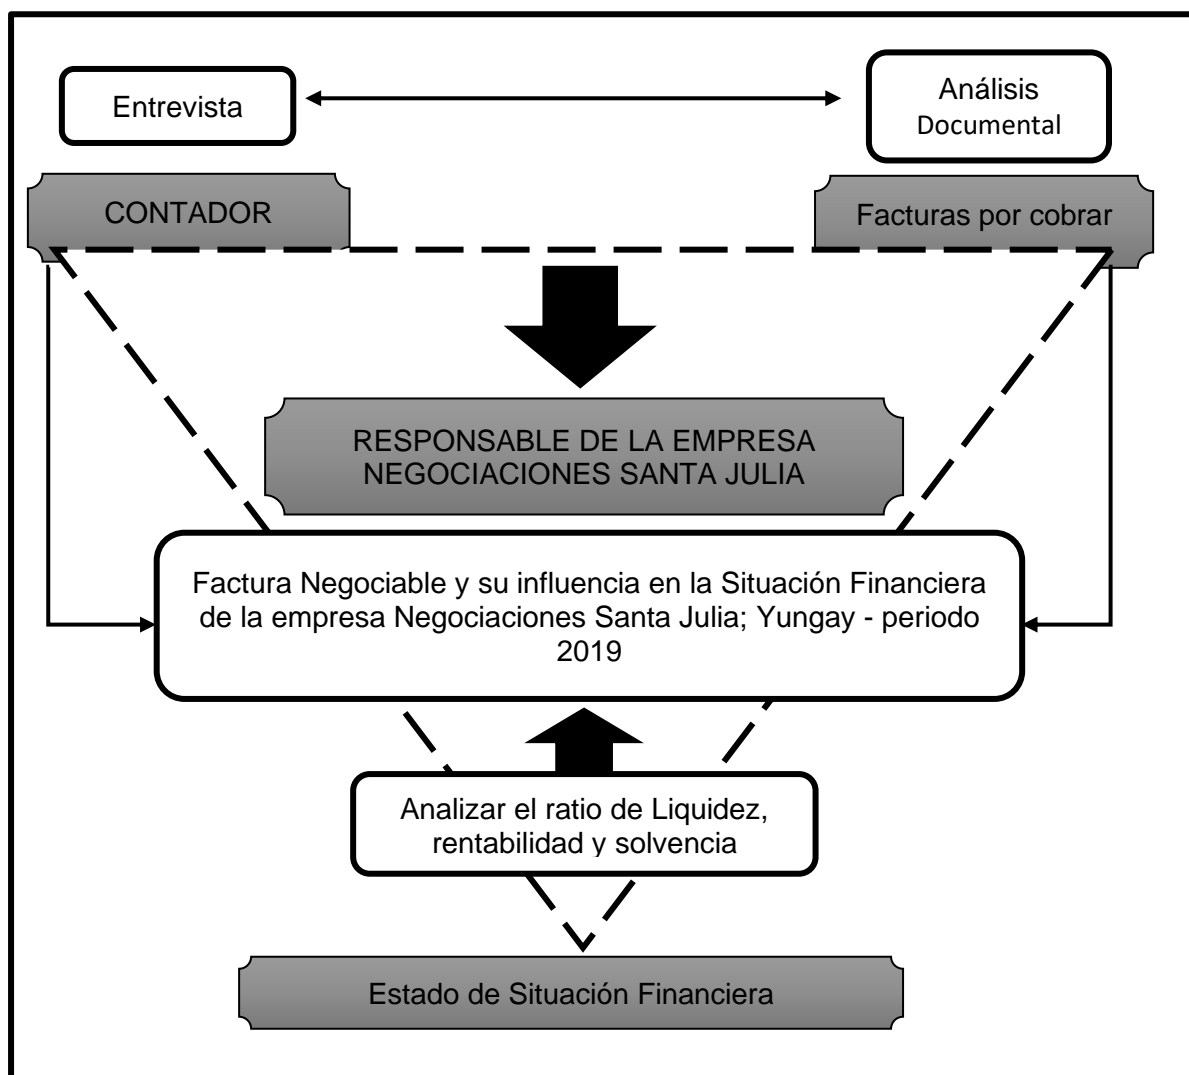 Entrevista
Análisis
Documental
CONTADOR
Facturas por cobrar
RESPONSABLE DE LA EMPRESA
NEGOCIACIONES SANTA JULIA
Factura Negociable y su influencia en la Situación Financiera
de la empresa Negociaciones Santa Julia; Yungay - periodo
2019
Analizar el ratio de Liquidez,
rentabilidad y solvencia
Estado de Situación Financiera